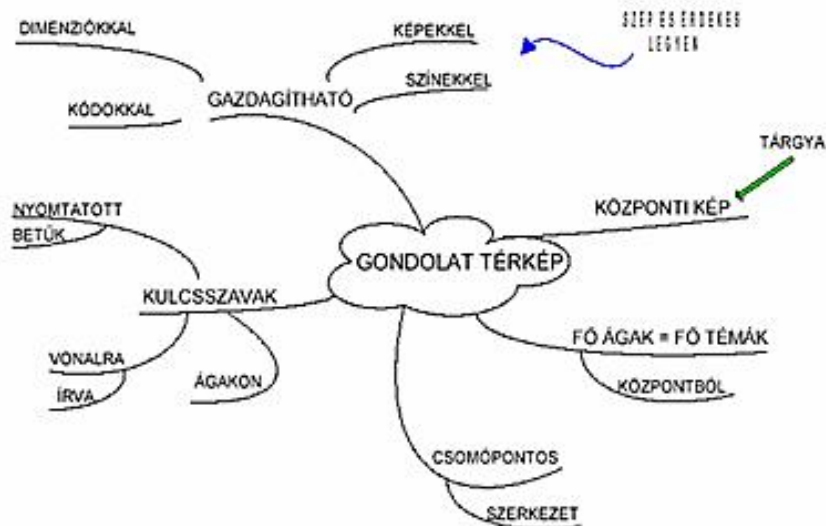 DIMENZIÓKKAL
KÉPEKKEL
SZÉP ÉS ÉRDEKES
LEGYEN
GAZDAGÍTHATÓ
SZÍNEKKEL
KÓDOKKAL
TÁRGYA
KÖZPONTI KÉP
NYOMTATOTT
BETŰK
GONDOLAT TÉRKÉP
KULCSSZAVAK
FŐ ÁGAK = FŐ TÉMÁK
VONALRA
ÍRVA
ÁGAKON
KÖZPONTBÓL
CSOMÓPONTOS
SZERKEZET